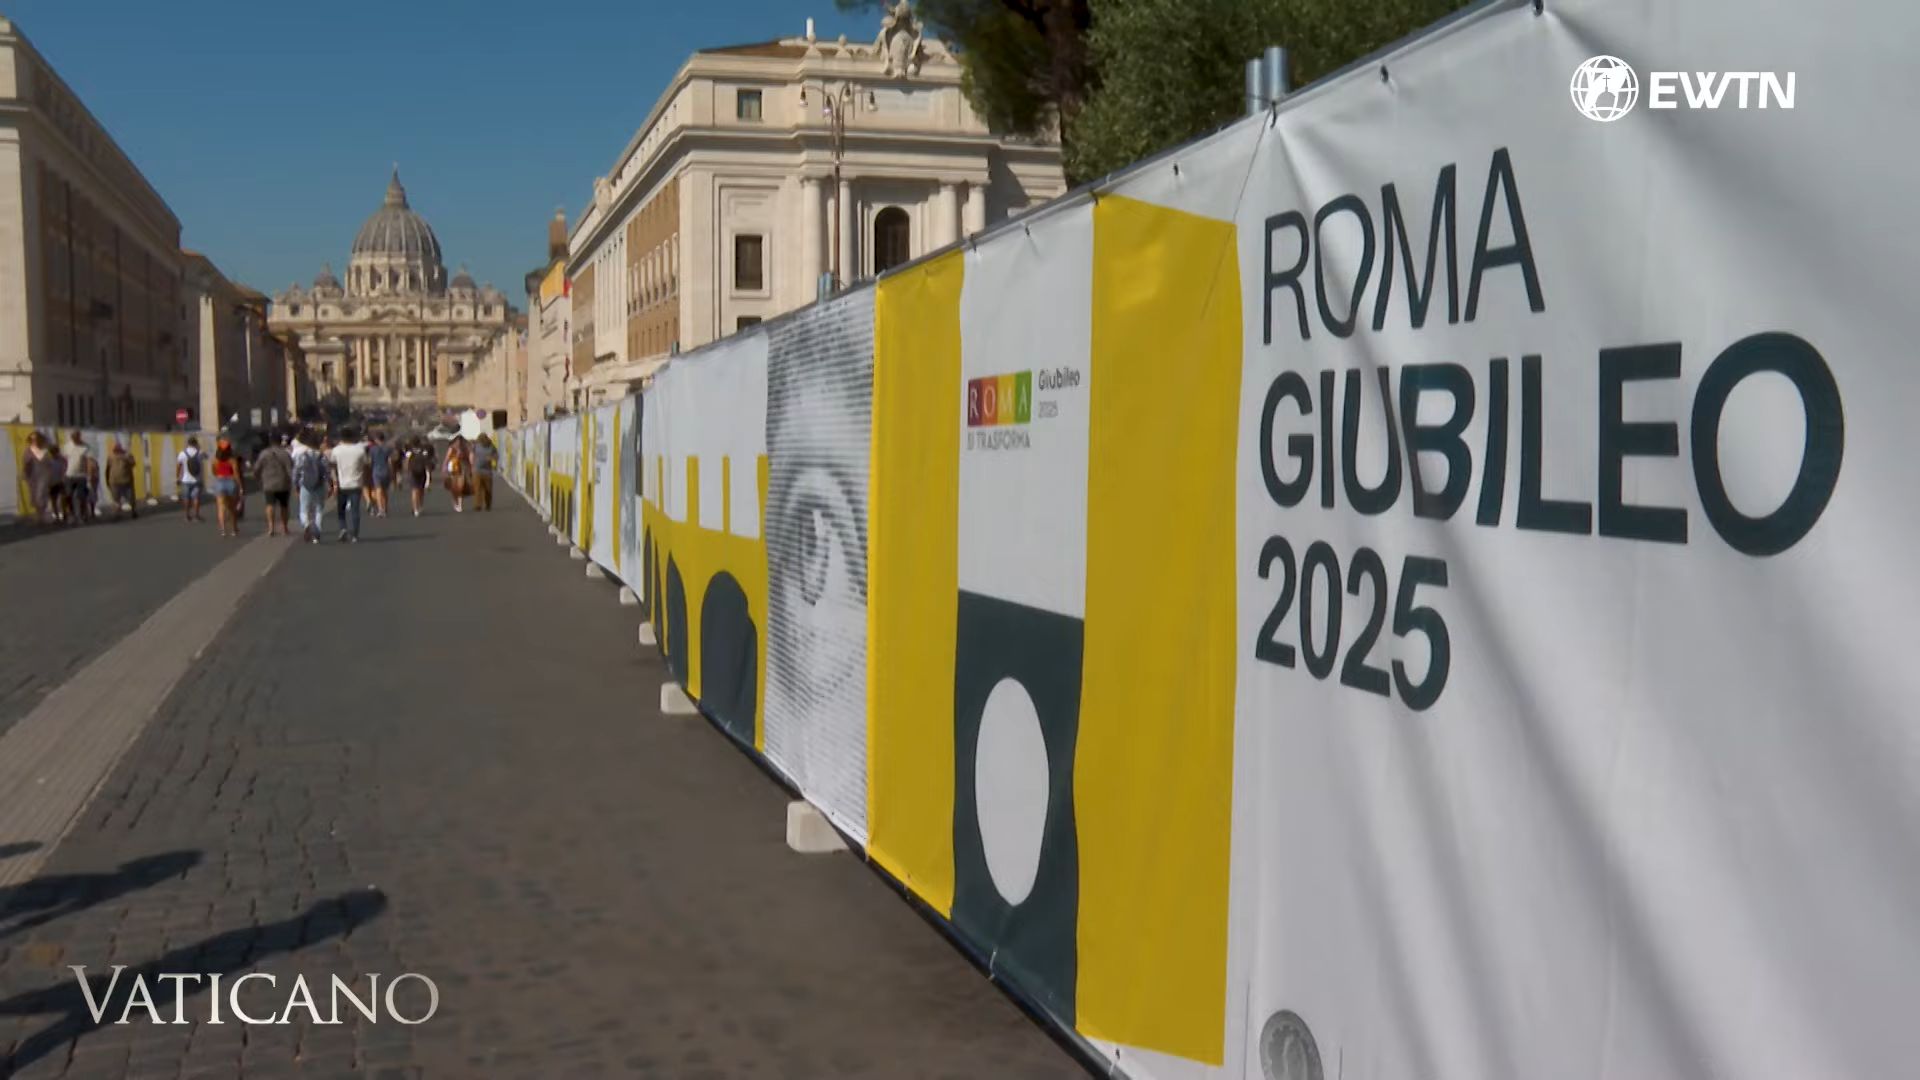 EWTN
ROMA
GIUBILEO
2025
ROMA
SI TRASFORMA
Giubileo
2025
VATICANO